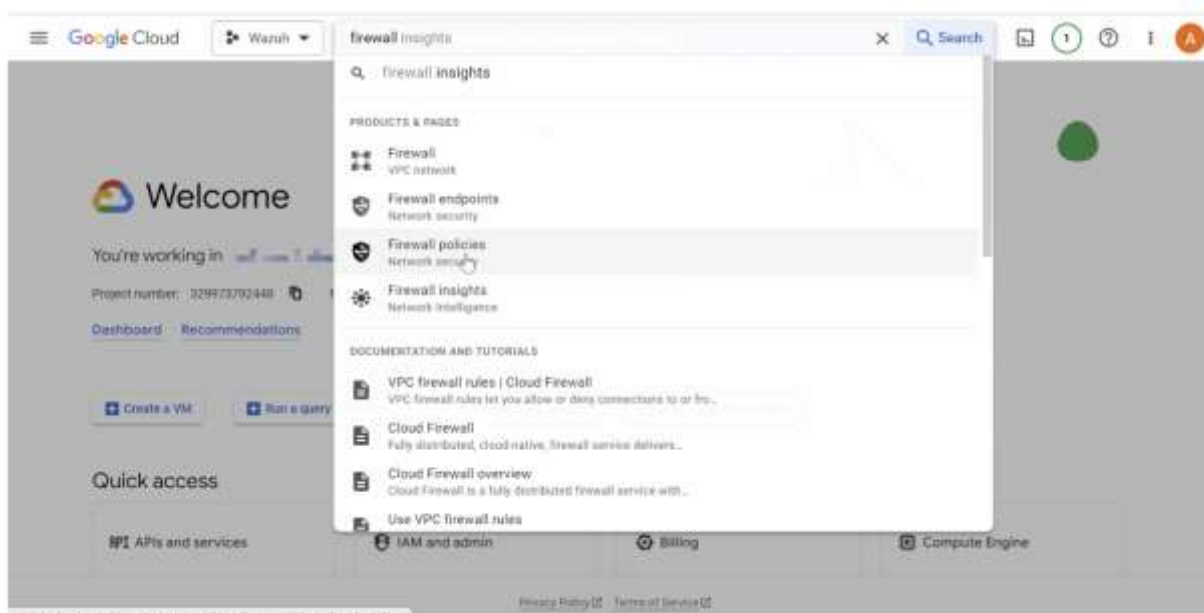 Google Cloud
Wazuh
firewall insights
Search
1
A
firewall insights
PRODUCTS & PAGES
Firewall
VPC network
Firewall endpoints
Network security
Firewall policies
Network security
Firewall insights
Network Intelligence
DOCUMENTATION AND TUTORIALS
VPC firewall rules | Cloud Firewall
VPC firewall rules let you allow or deny connections to or fro...
Cloud Firewall
Fully distributed, cloud-native, firewall service delivers...
Cloud Firewall overview
Cloud Firewall is a fully distributed firewall service with...
Use VPC firewall rules
Welcome
You're working in
Project number: 329973792448
Dashboard Recommendations
Create a VM
Run a query
Quick access
API APIs and services
IAM and admin
Billing
Compute Engine
Privacy Policy
Terms of Service